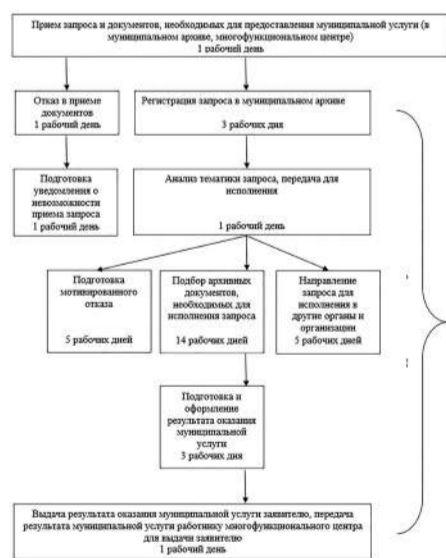 Прием запроса и документов, необходимых для предоставления муниципальной услуги (в
муниципальном архиве, многофункциональном центре)
1 рабочий день
Отказ в приеме
документов
1 рабочий день
Регистрация запроса в муниципальном архиве
3 рабочих дня
Подготовка
уведомления о
невозможности
приема запроса
1 рабочий день
Анализ тематики запроса, передача для
исполнения
1 рабочий день
Подготовка
мотивированного
отказа
5 рабочих дней
Подбор архивных
документов,
необходимых для
исполнения запроса
14 рабочих дней
Направление
запроса для
исполнения в
другие органы и
организации
5 рабочих дней
Подготовка и
оформление
результата оказания
муниципальной
услуги
3 рабочих дня
Выдача результата оказания муниципальной услуги заявителю, передача
результата муниципальной услуги работнику многофункционального центра
для выдачи заявителю
1 рабочий день